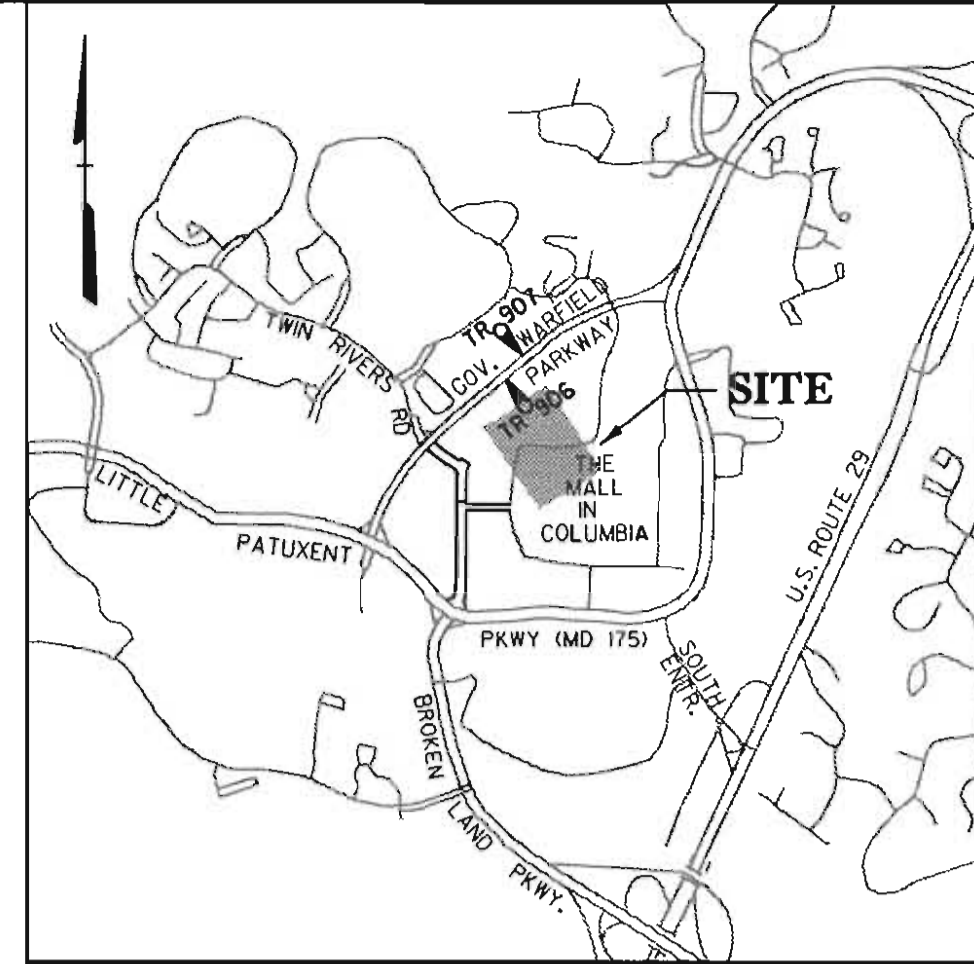 TR 907
GOV. WARFIELD
PARKWAY
TWIN RIVERS RD
TR 906
SITE
THE
MALL
IN
COLUMBIA
LITTLE
PATUXENT
PKWY (MD 175)
U.S. ROUTE 29
SOUTH
ENTR.
BROKEN
LAND
PKWY.